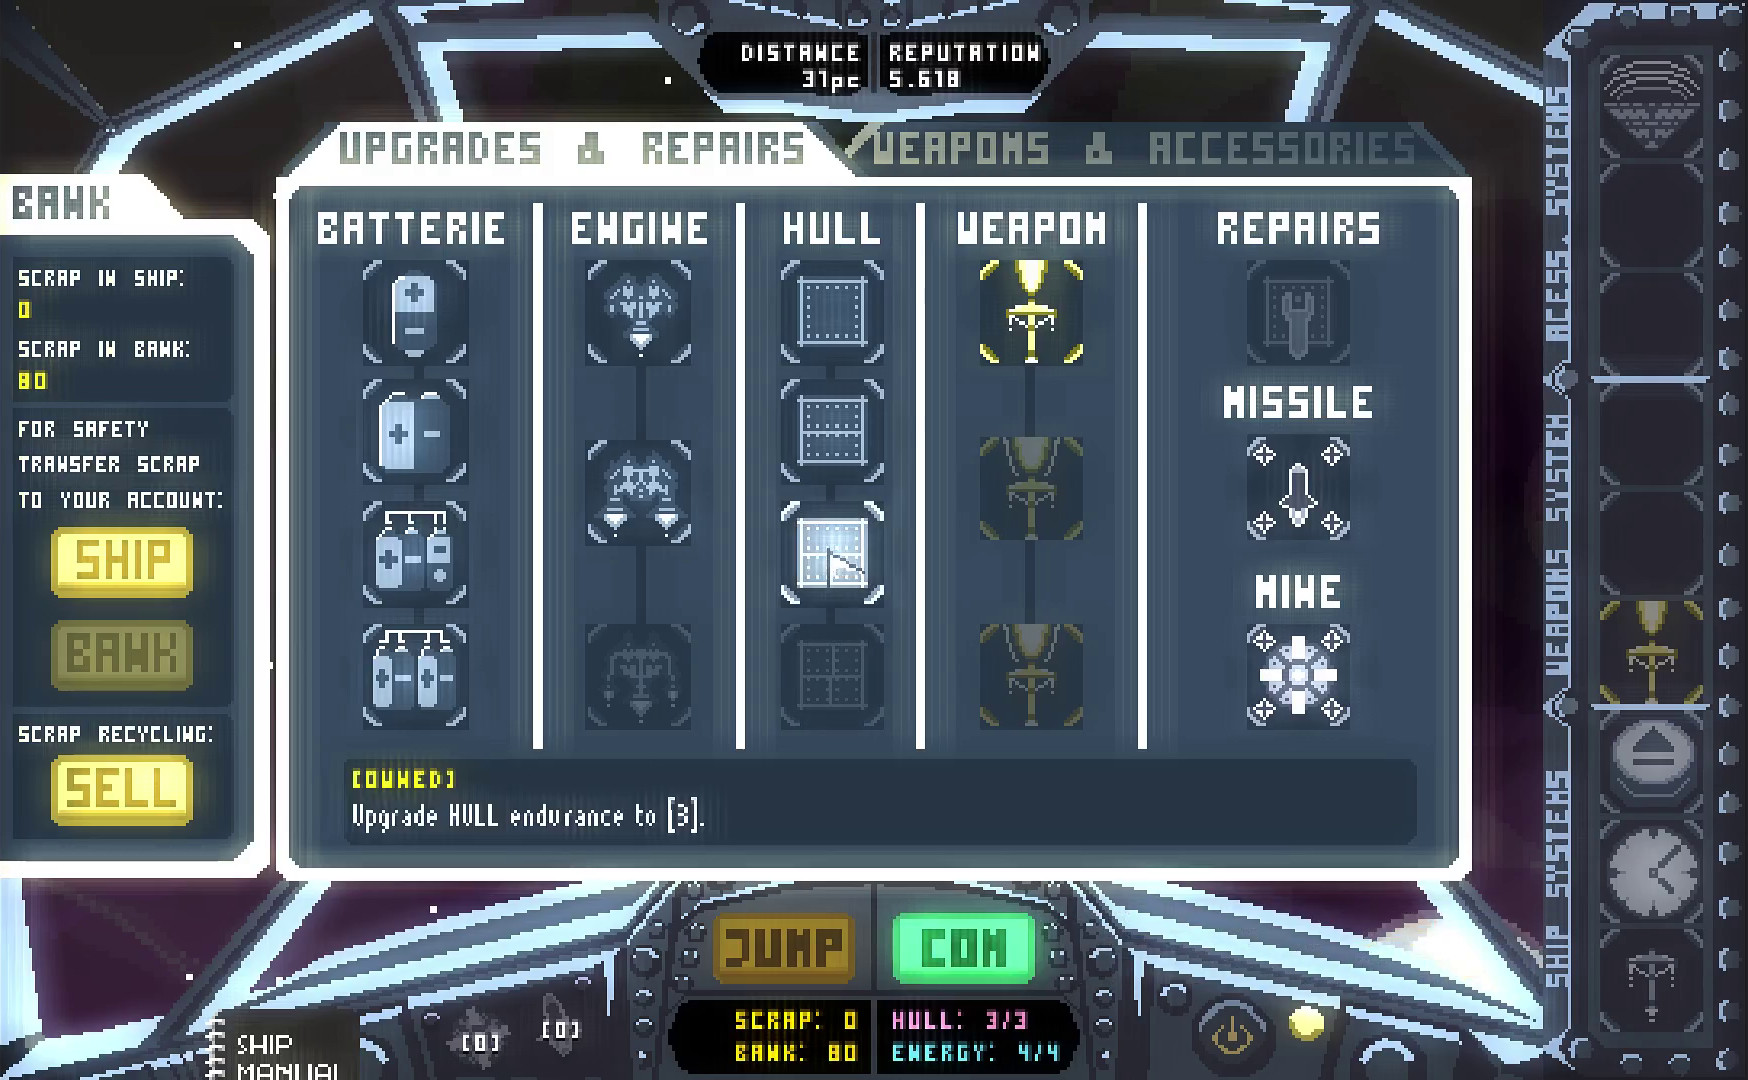 DISTANCE
31pc
REPUTATION
5.618
UPGRADES & REPAIRS
WEAPONS & ACCESSORIES
BANK
SCRAP IN SHIP:
0
SCRAP IN BANK:
80
FOR SAFETY
TRANSFER SCRAP
TO YOUR ACCOUNT:
SHIP
BANK
SCRAP RECYCLING:
SELL
BATTERIE
ENGINE
HULL
WEAPON
REPAIRS
MISSILE
MINE
[OWNED]
Upgrade HULL endurance to [3].
ACESS. SYSTEMS
WEAPONS SYSTEM
SHIP SYSTEMS
JUMP
COM
SCRAP: 0
BANK: 80
HULL: 3/3
ENERGY: 4/4
[0]
[0]
SHIP
MANUAL